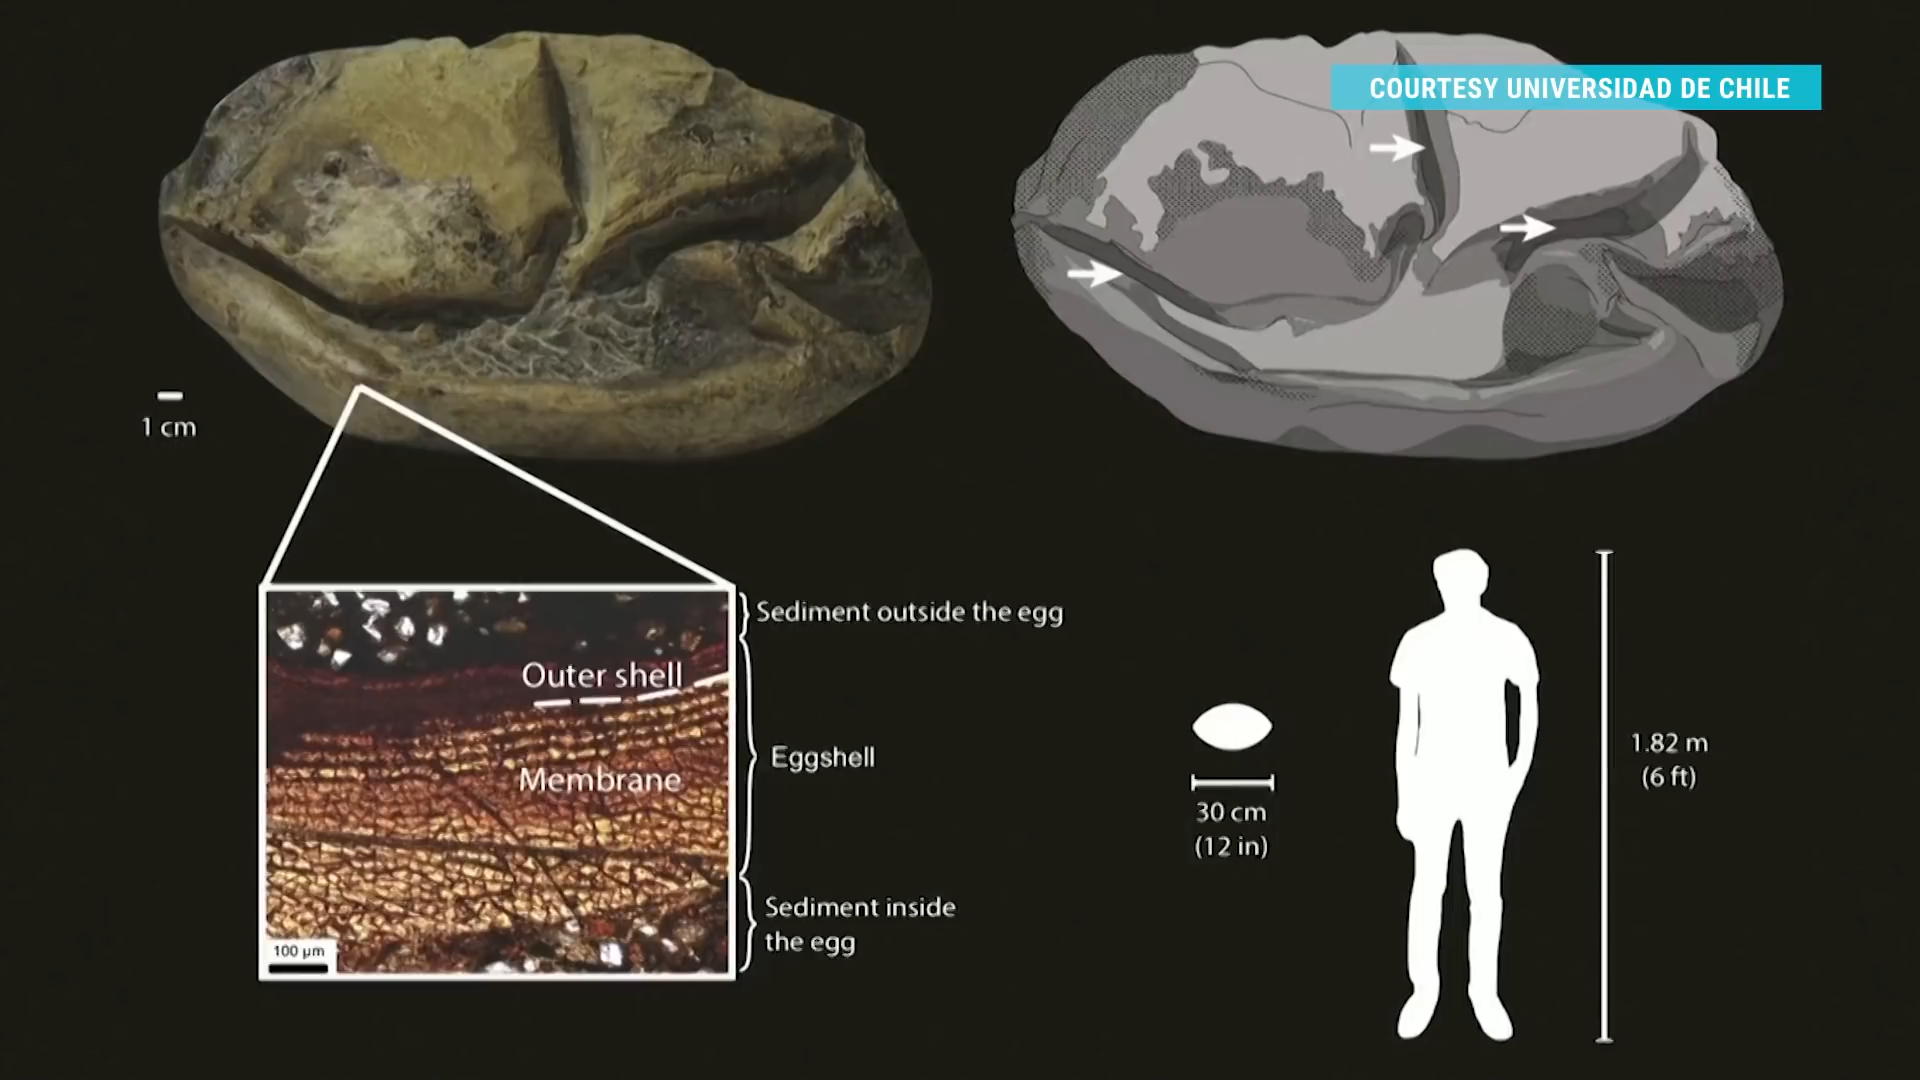 COURTESY UNIVERSIDAD DE CHILE
1 cm
Sediment outside the egg
Outer shell
Eggshell
Membrane
Sediment inside
the egg
100 µm
30 cm
(12 in)
1.82 m
(6 ft)